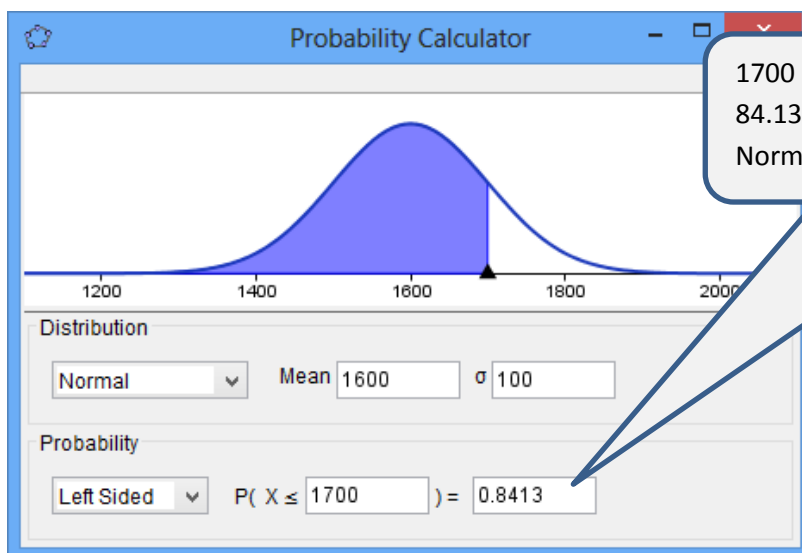 Probability Calculator
1700
84.13
1200 1400 1600 1800 2000
Distribution
Normal Mean 1600 σ 100
Probability
Left Sided P( X ≤ 1700 ) = 0.8413